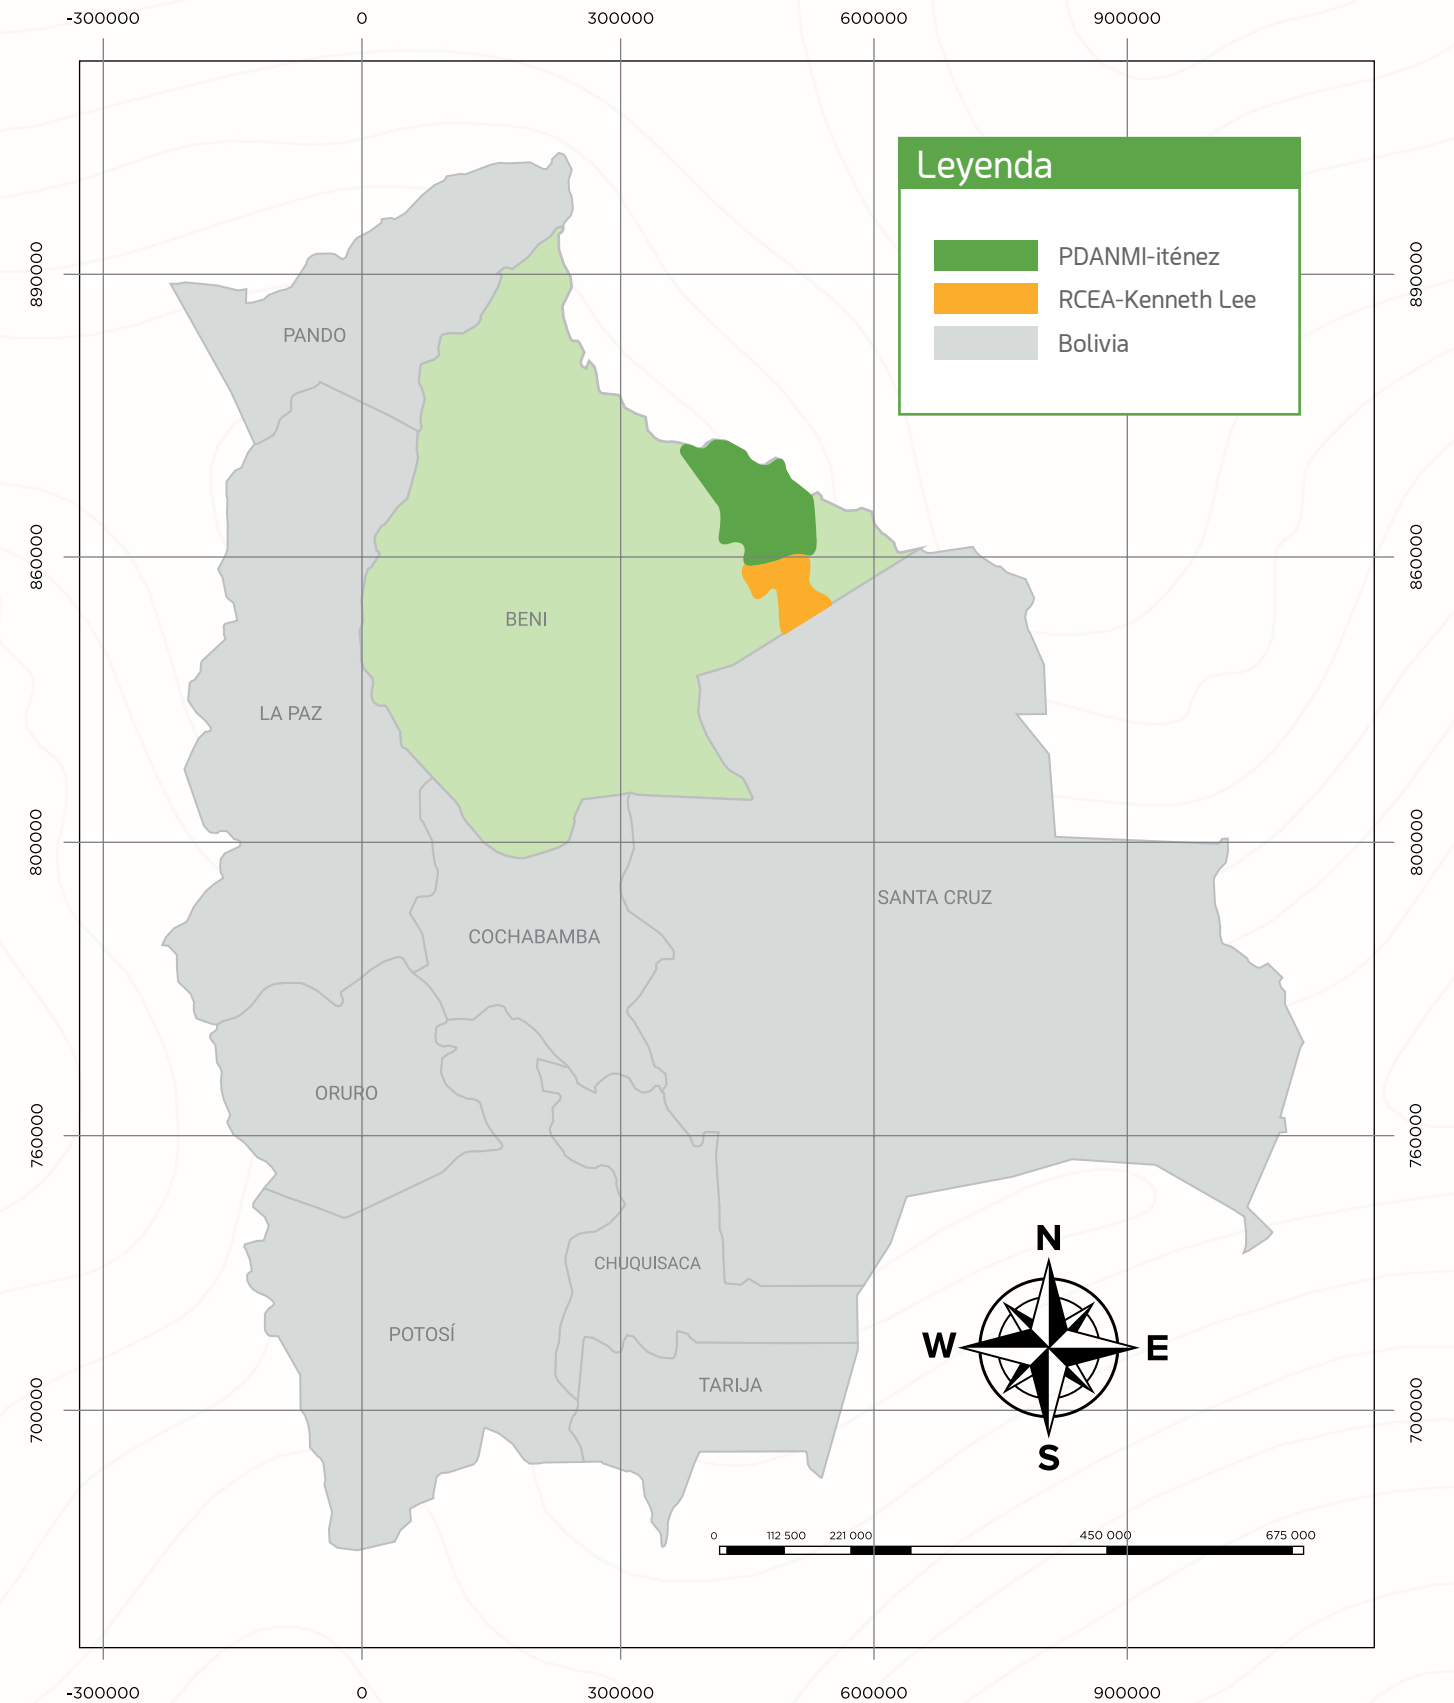 -300000 0 300000 600000 900000
Leyenda
PDANMI-iténez
RCEA-Kenneth Lee
Bolivia
890000 890000
PANDO
860000 860000
BENI
LA PAZ
800000 800000
SANTA CRUZ
COCHABAMBA
ORURO
760000 760000
N
CHUQUISACA
POTOSÍ
W E
TARIJA
700000 700000
S
0 112 500 221 000 450 000 675 000
-300000 0 300000 600000 900000